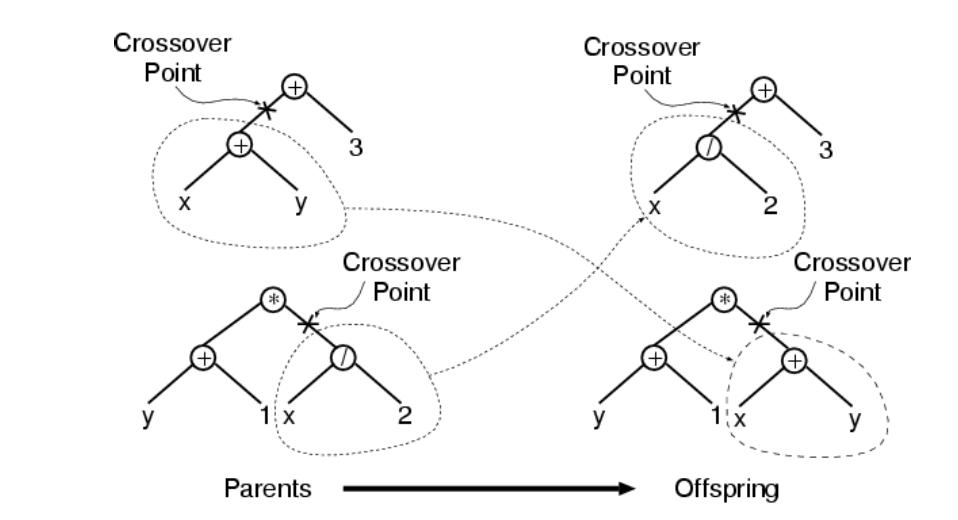 Crossover
Point
+
+
3
x
y
Crossover
Point
+
/
3
x
2
Crossover
Point
*
+
/
y
1
x
2
Crossover
Point
*
+
+
y
1
x
y
Parents
Offspring